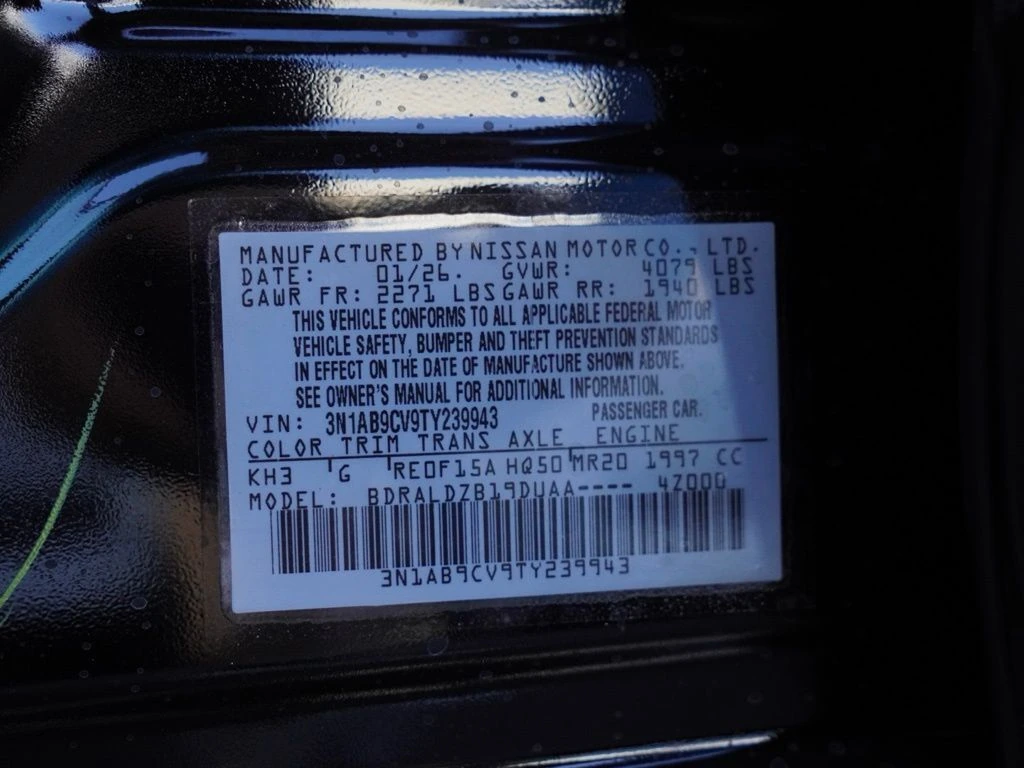 MANUFACTURED BY NISSAN MOTOR CO., LTD.
DATE: 01/26. GVWR: 4079 LBS
GAWR FR: 2271 LBS GAWR RR: 1940 LBS
THIS VEHICLE CONFORMS TO ALL APPLICABLE FEDERAL MOTOR
VEHICLE SAFETY, BUMPER AND THEFT PREVENTION STANDARDS
IN EFFECT ON THE DATE OF MANUFACTURE SHOWN ABOVE.
SEE OWNER'S MANUAL FOR ADDITIONAL INFORMATION.
VIN: 3N1AB9CV9TY239943 PASSENGER CAR.
COLOR TRIM TRANS AXLE ENGINE
KH3 G RE0F15A HQ50 MR20 1997 CC
MODEL: BDRALDZB19DUAA---- 4Z000
3N1AB9CV9TY239943